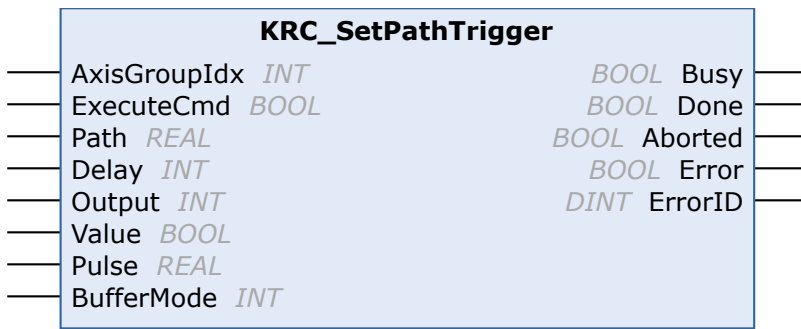 KRC_SetPathTrigger
AxisGroupIdx INT BOOL Busy
ExecuteCmd BOOL BOOL Done
Path REAL BOOL Aborted
Delay INT BOOL Error
Output INT DINT ErrorID
Value BOOL
Pulse REAL
BufferMode INT